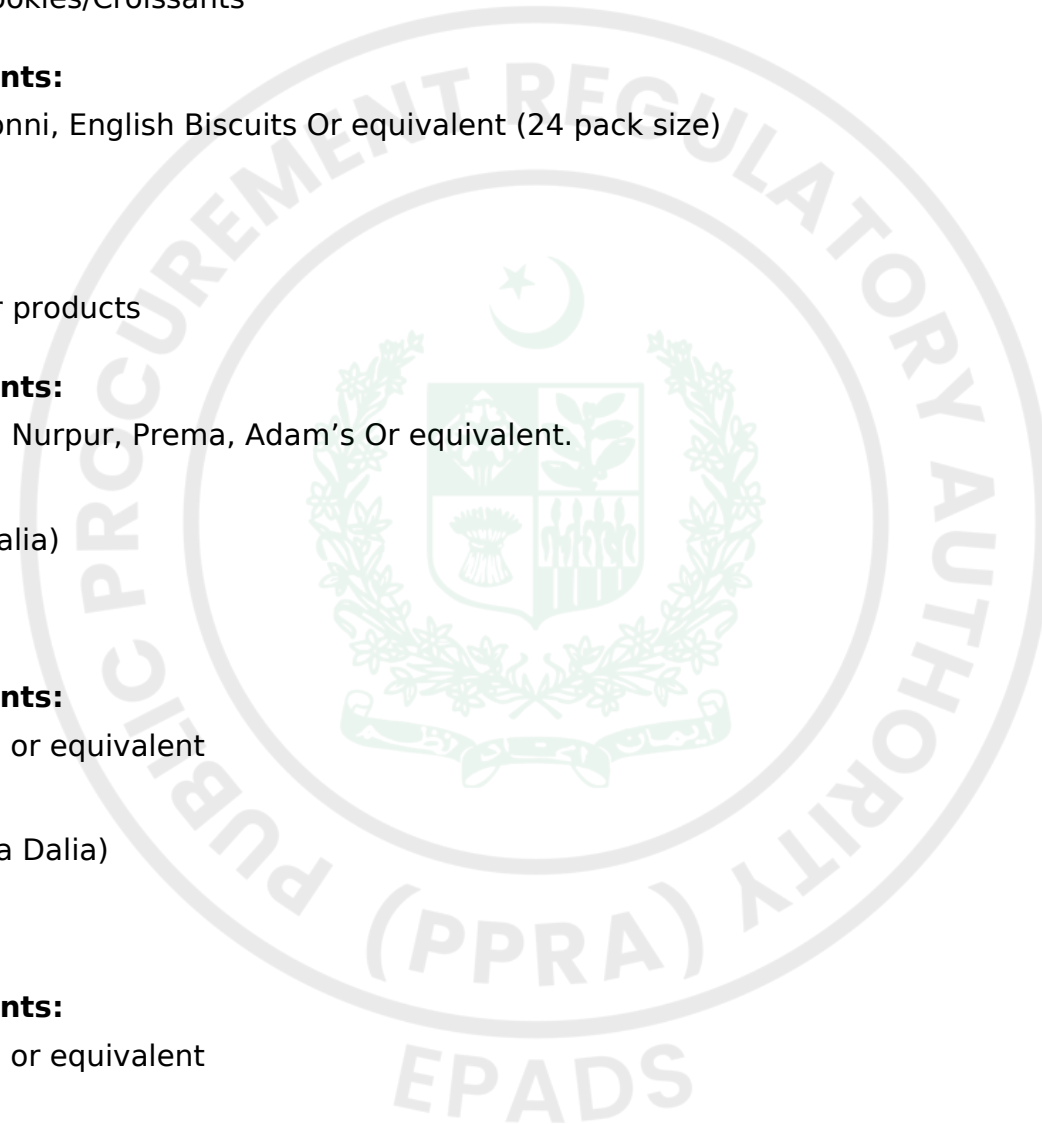 ookies/Croissants
nts:
onni, English Biscuits Or equivalent (24 pack size)
r products
nts:
Nurpur, Prema, Adam’s Or equivalent.
alia)
nts:
or equivalent
a Dalia)
nts:
or equivalent
PUBLIC PROCUREMENT REGULATORY AUTHORITY
(PPRA)
EPADS